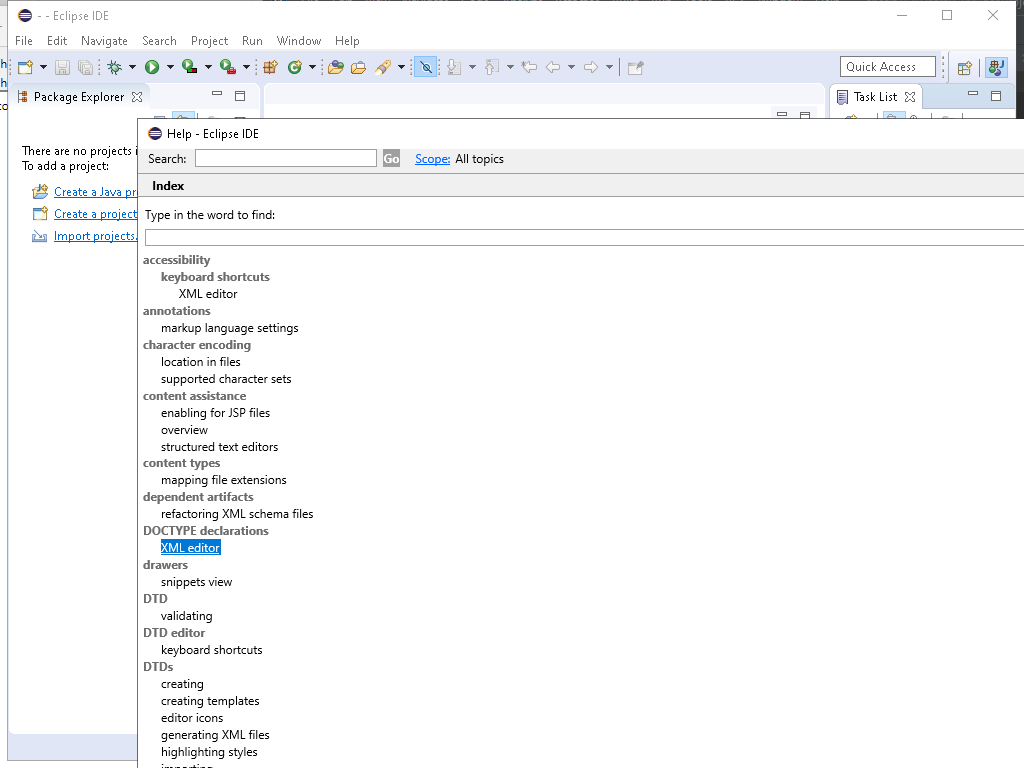 - - Eclipse IDE
File Edit Navigate Search Project Run Window Help
Quick Access
Package Explorer
Task List
There are no projects i
To add a project:
Create a Java pr
Create a project
Import projects.
Help - Eclipse IDE
Search: Go Scope: All topics
Index
Type in the word to find:
accessibility
keyboard shortcuts
XML editor
annotations
markup language settings
character encoding
location in files
supported character sets
content assistance
enabling for JSP files
overview
structured text editors
content types
mapping file extensions
dependent artifacts
refactoring XML schema files
DOCTYPE declarations
XML editor
drawers
snippets view
DTD
validating
DTD editor
keyboard shortcuts
DTDs
creating
creating templates
editor icons
generating XML files
highlighting styles
importing